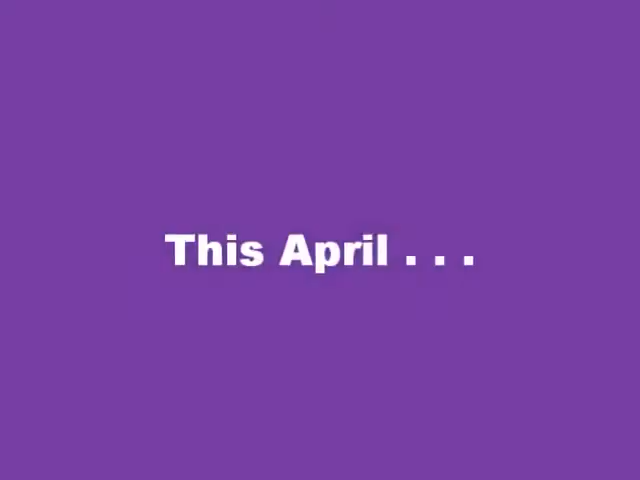 This April . . .